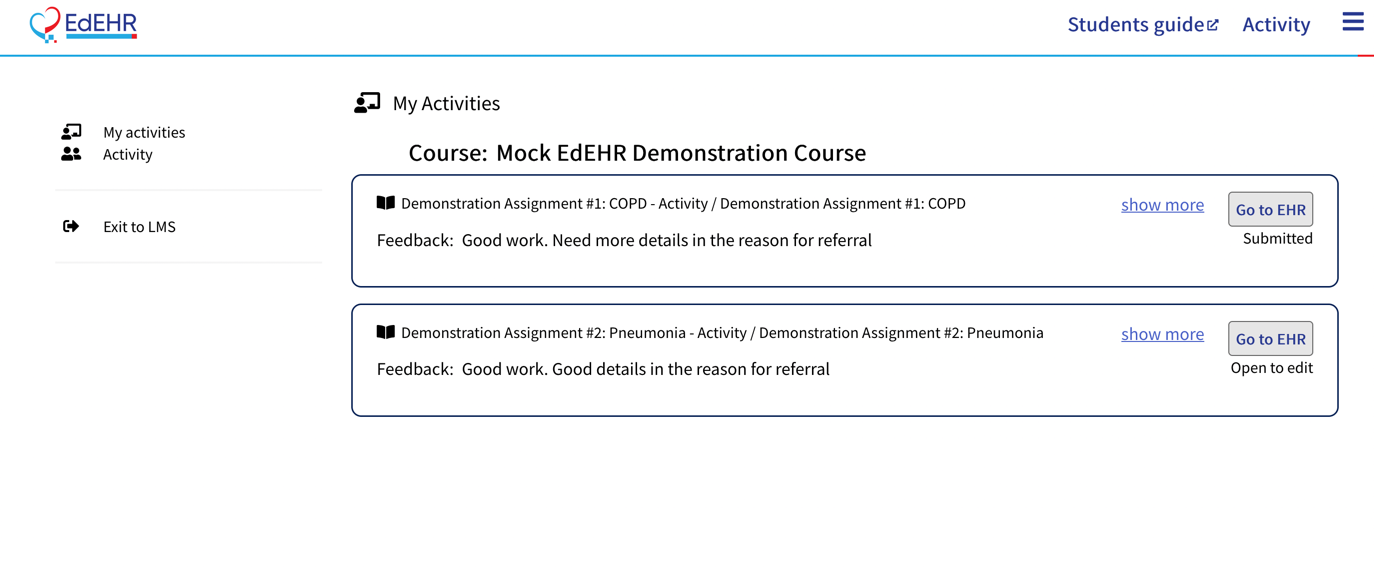 EdEHR
Students guide
Activity
My activities
Activity
Exit to LMS
My Activities
Course: Mock EdEHR Demonstration Course
Demonstration Assignment #1: COPD - Activity / Demonstration Assignment #1: COPD
show more
Go to EHR
Feedback: Good work. Need more details in the reason for referral
Submitted
Demonstration Assignment #2: Pneumonia - Activity / Demonstration Assignment #2: Pneumonia
show more
Go to EHR
Feedback: Good work. Good details in the reason for referral
Open to edit